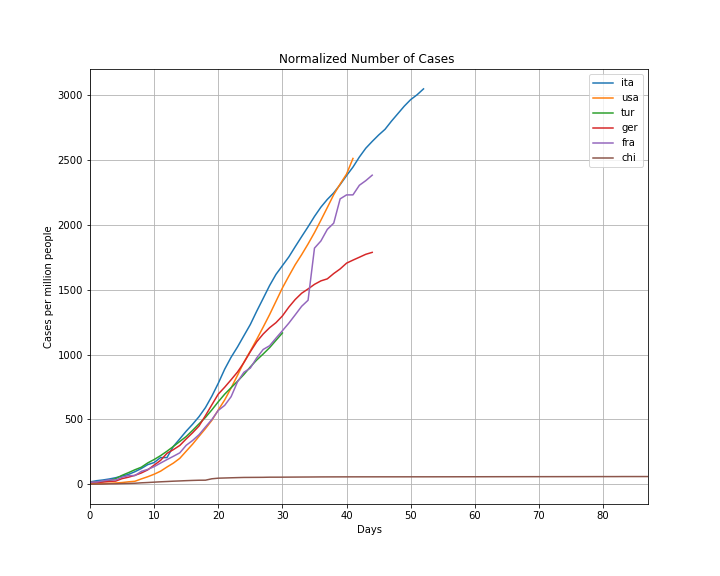 Normalized Number of Cases
Cases per million people
3000
2500
2000
1500
1000
500
0
0 10 20 30 40 50 60 70 80
Days
ita
usa
tur
ger
fra
chi